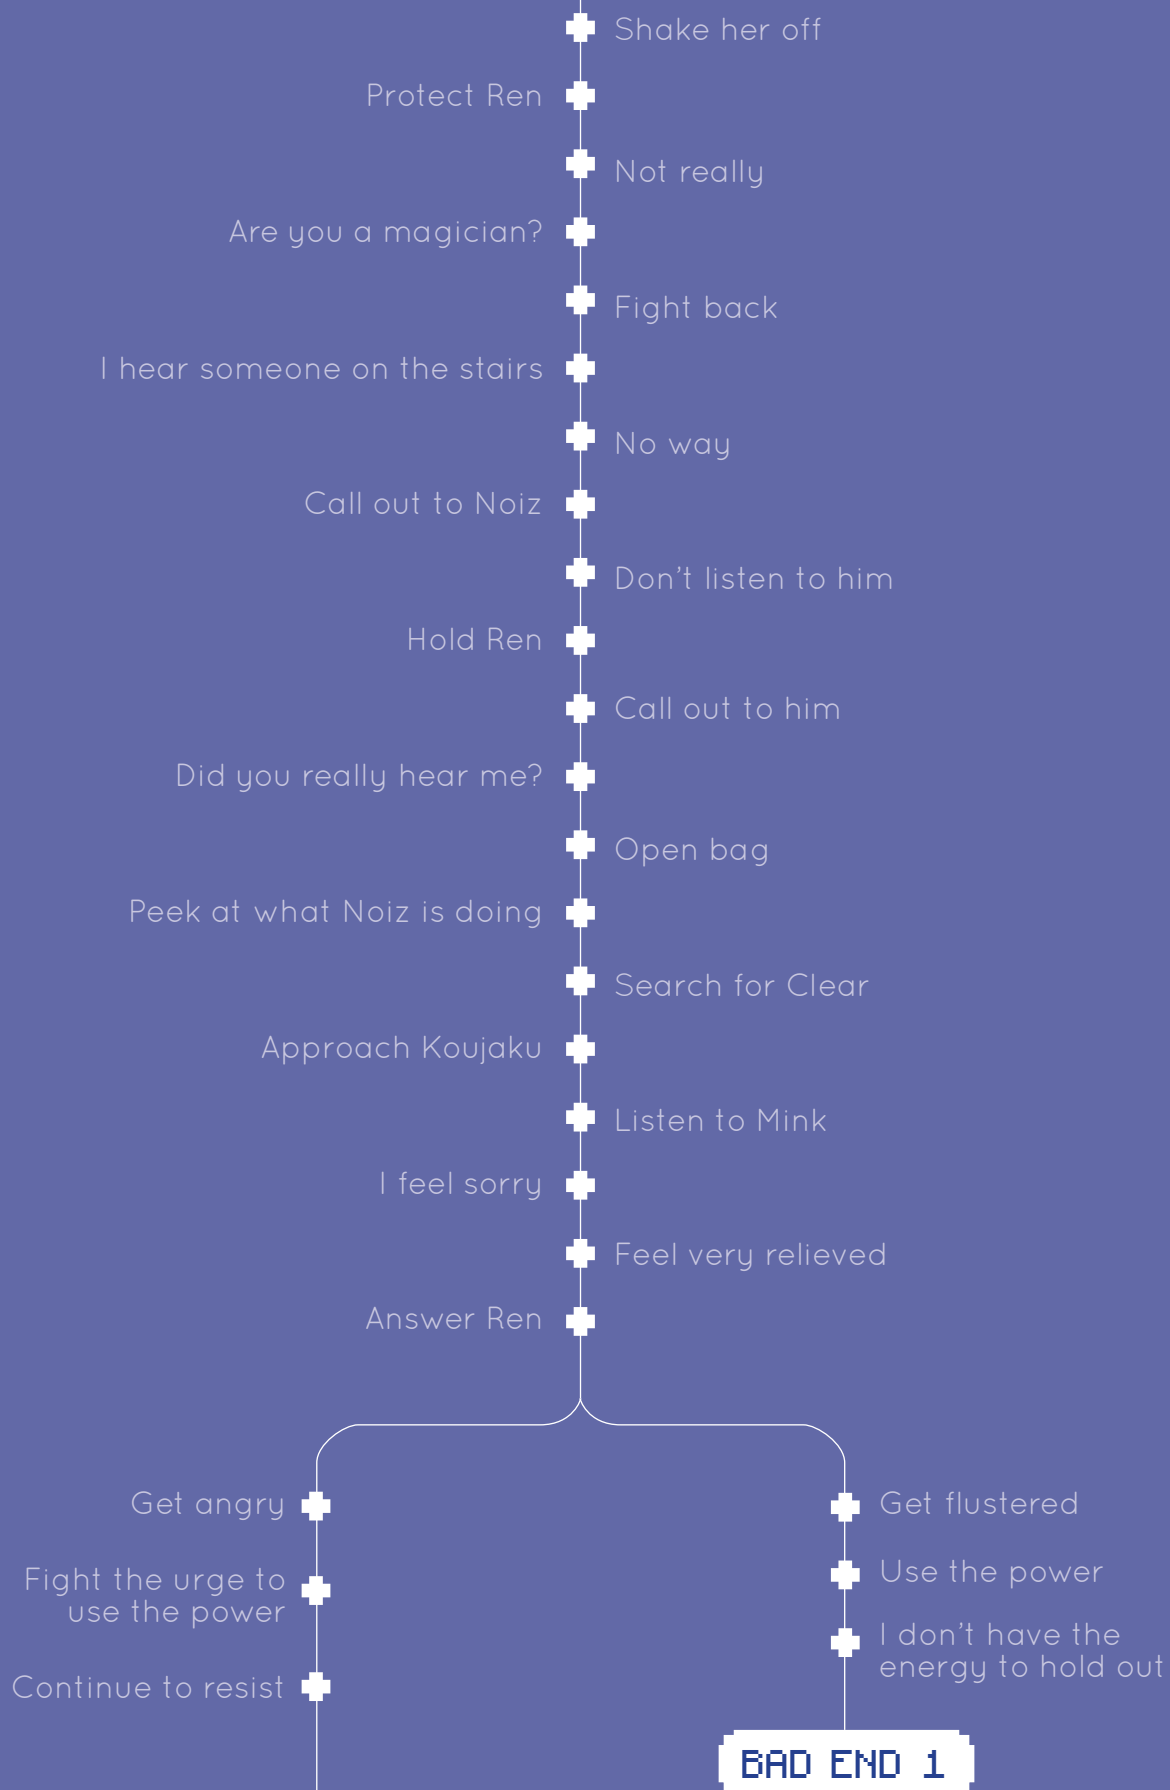 Shake her off
Protect Ren
Not really
Are you a magician?
Fight back
I hear someone on the stairs
No way
Call out to Noiz
Don't listen to him
Hold Ren
Call out to him
Did you really hear me?
Open bag
Peek at what Noiz is doing
Search for Clear
Approach Koujaku
Listen to Mink
I feel sorry
Feel very relieved
Answer Ren
Get angry
Fight the urge to
use the power
Continue to resist
Get flustered
Use the power
I don't have the
energy to hold out
BAD END 1